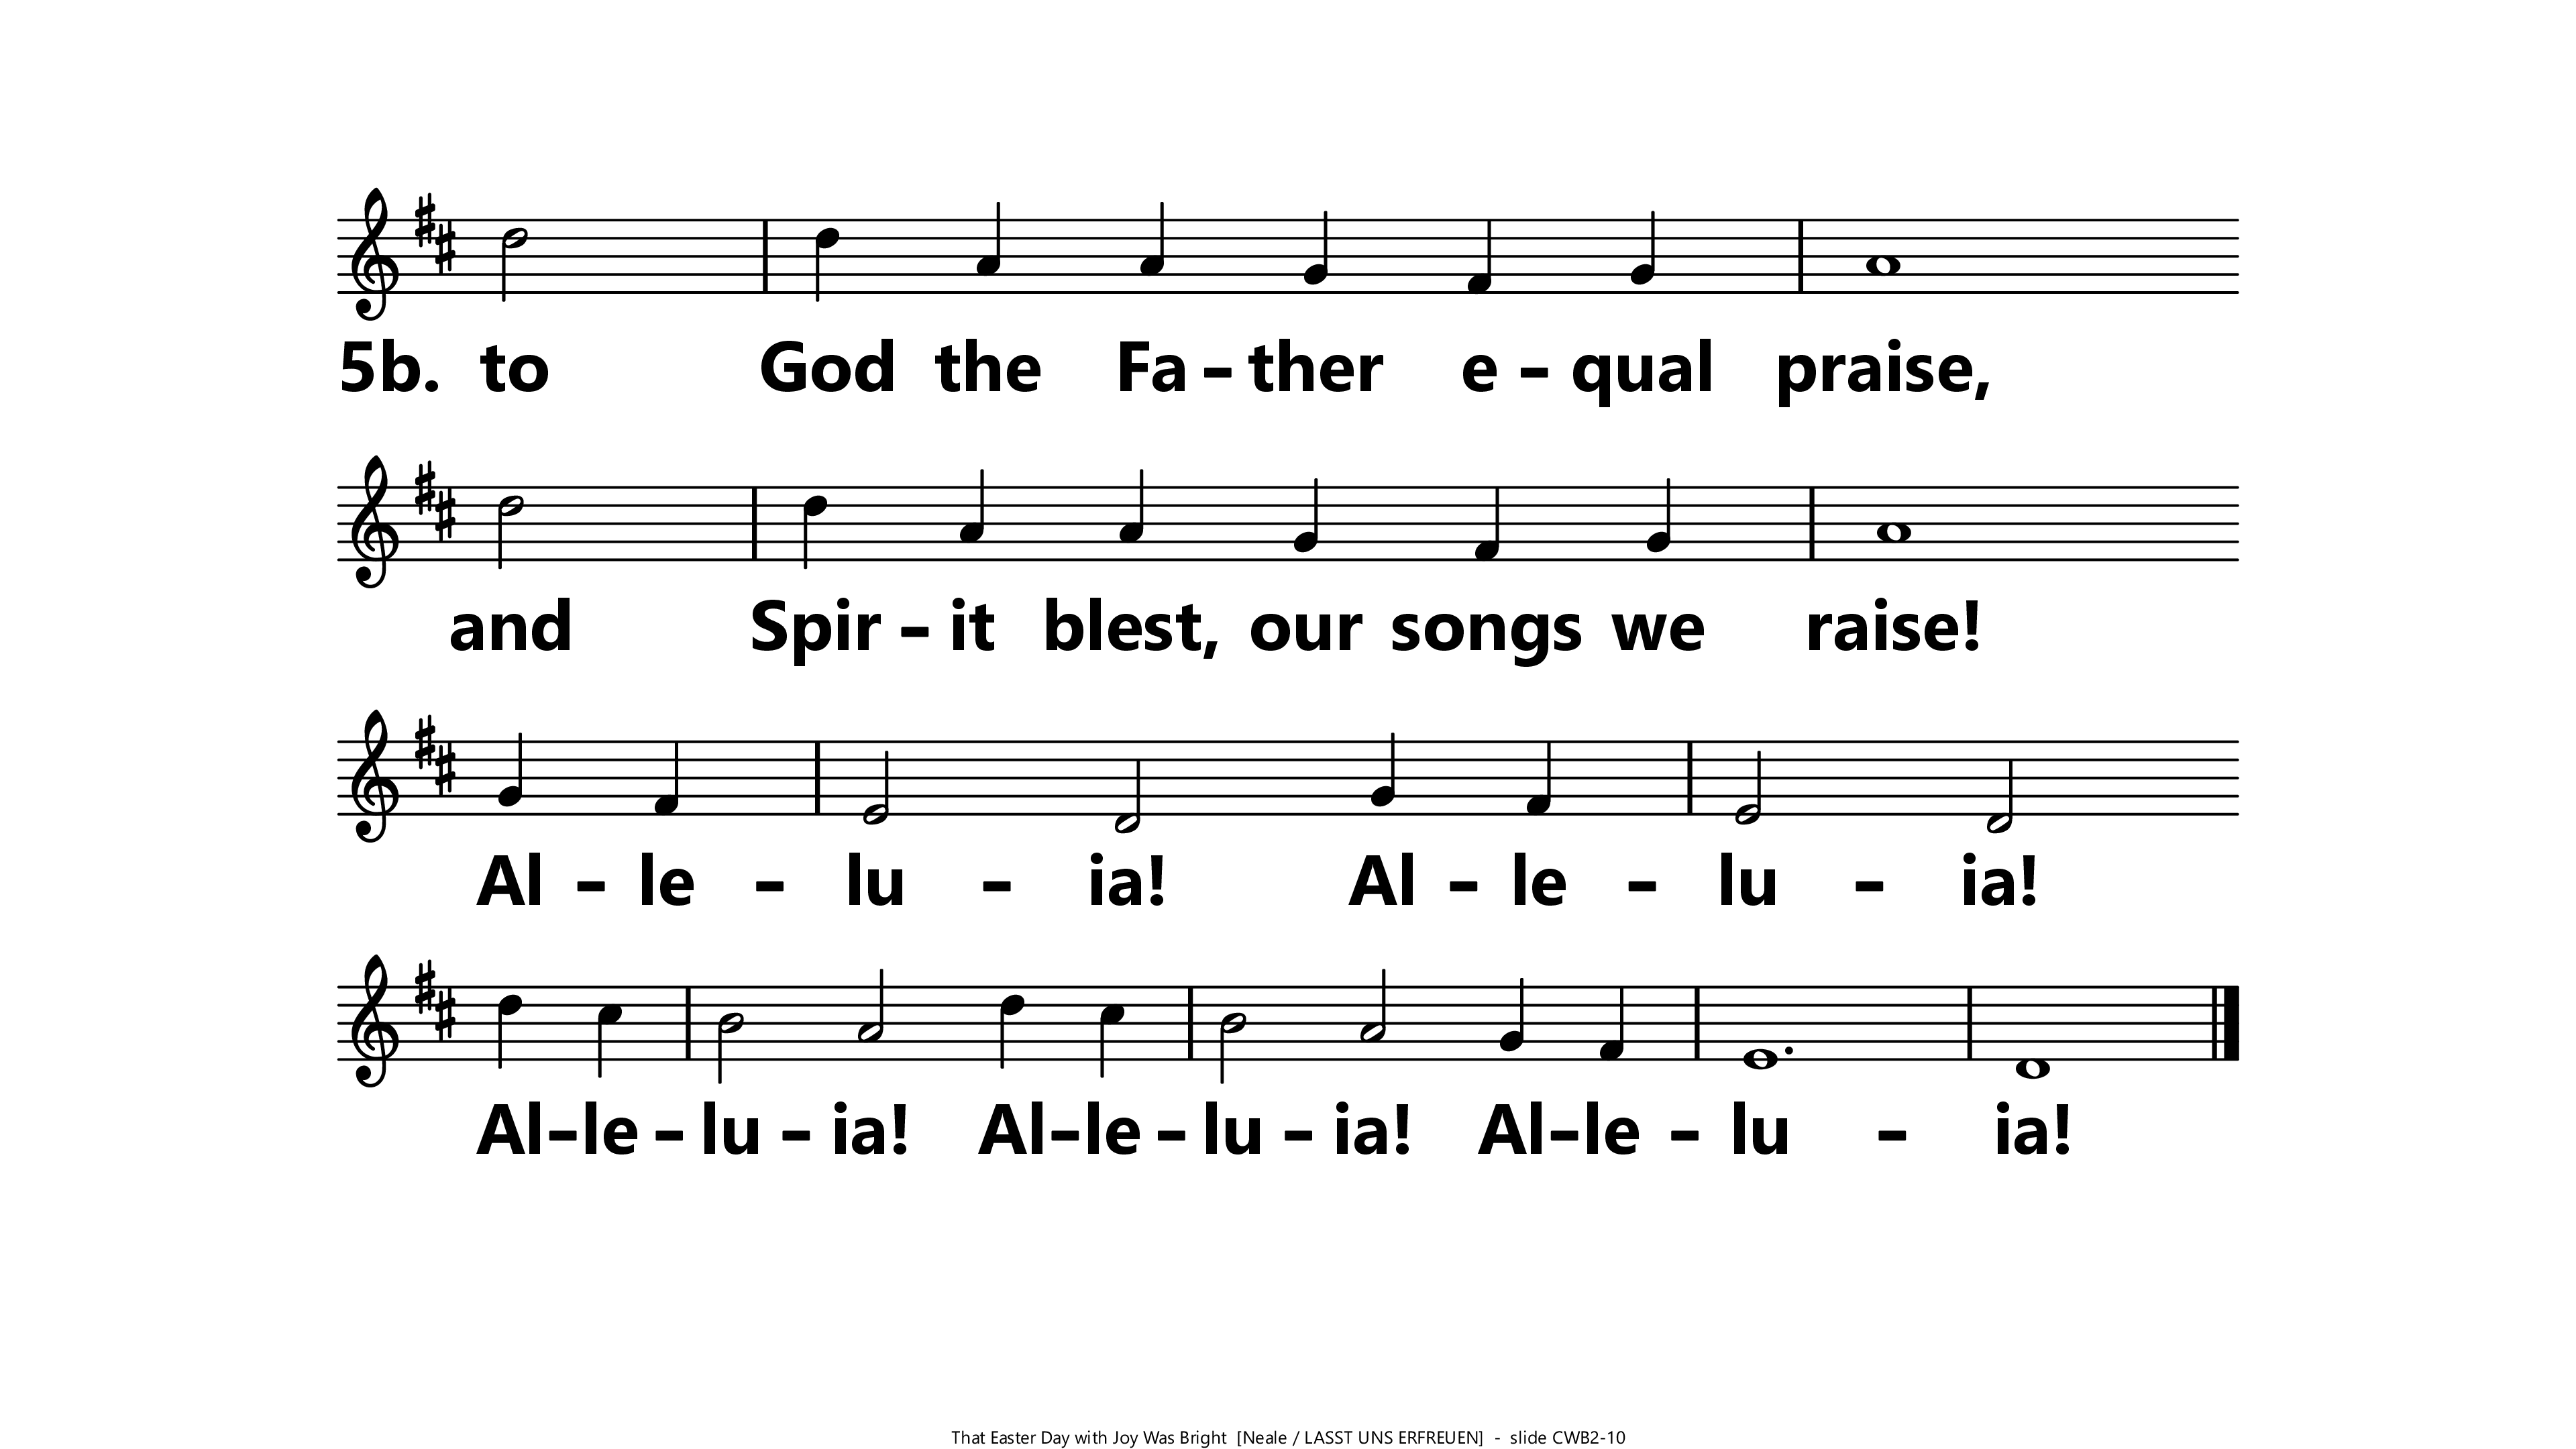 5b. to God the Fa - ther e - qual praise,
and Spir - it blest, our songs we raise!
Al - le - lu - ia! Al - le - lu - ia!
Al-le - lu - ia! Al-le - lu - ia! Al-le - lu - ia!
That Easter Day with Joy Was Bright [Neale / LASST UNS ERFREUEN] - slide CWB2-10